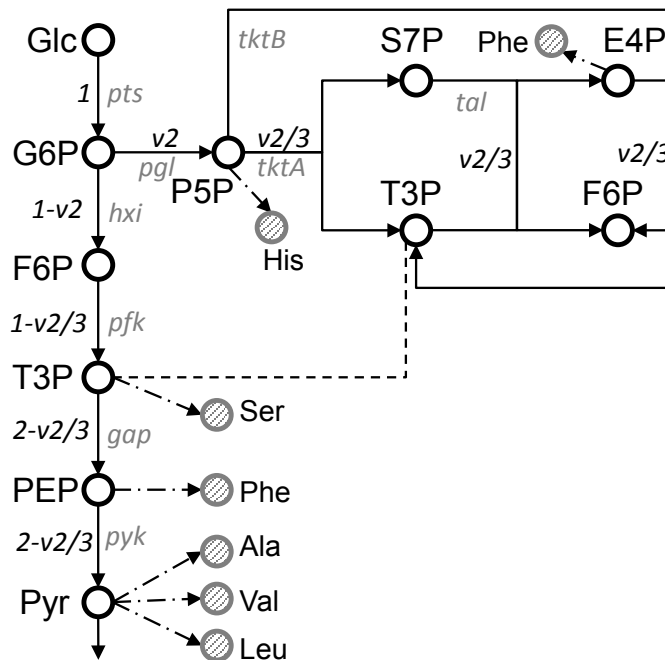 Glc
tktB
S7P
Phe
E4P
1 pts
tal
G6P
v2
pgl
v2/3
tktA
v2/3
v2/3
P5P
T3P
F6P
1-v2 hxi
His
F6P
1-v2/3 pfk
T3P
Ser
2-v2/3 gap
PEP
Phe
2-v2/3 pyk
Ala
Pyr
Val
Leu